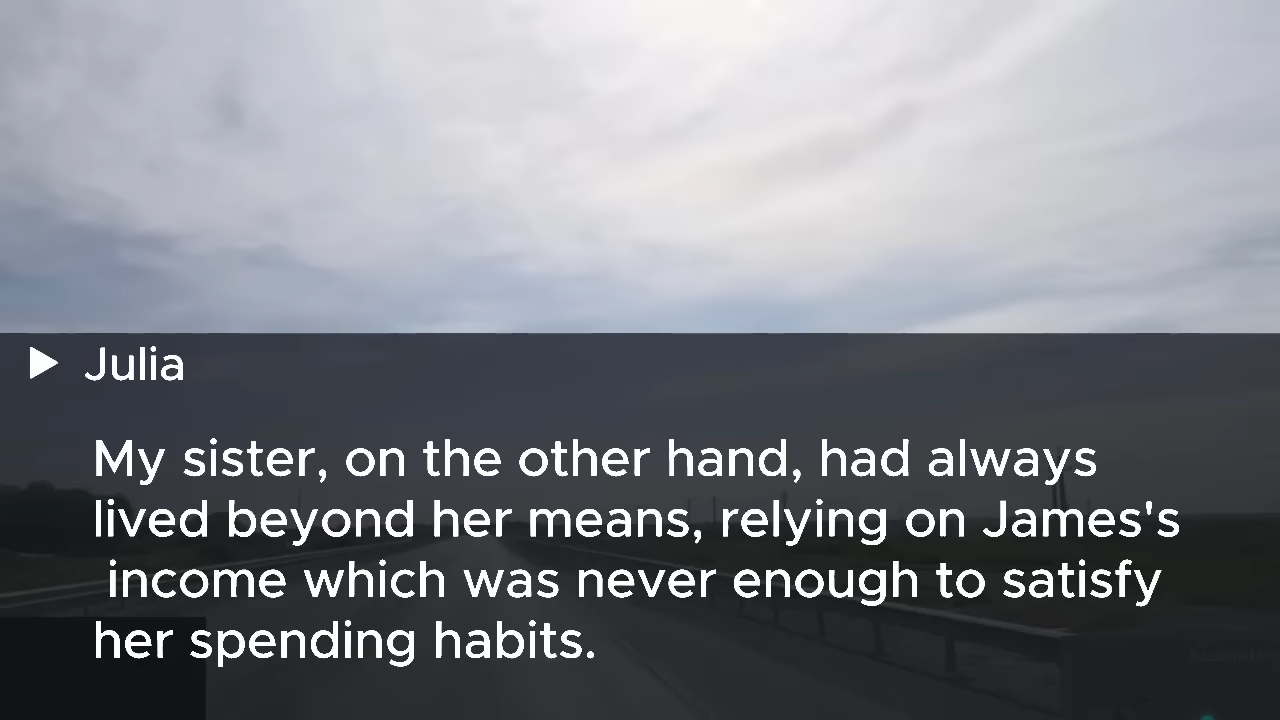 Julia
My sister, on the other hand, had always
lived beyond her means, relying on James's
income which was never enough to satisfy
her spending habits.